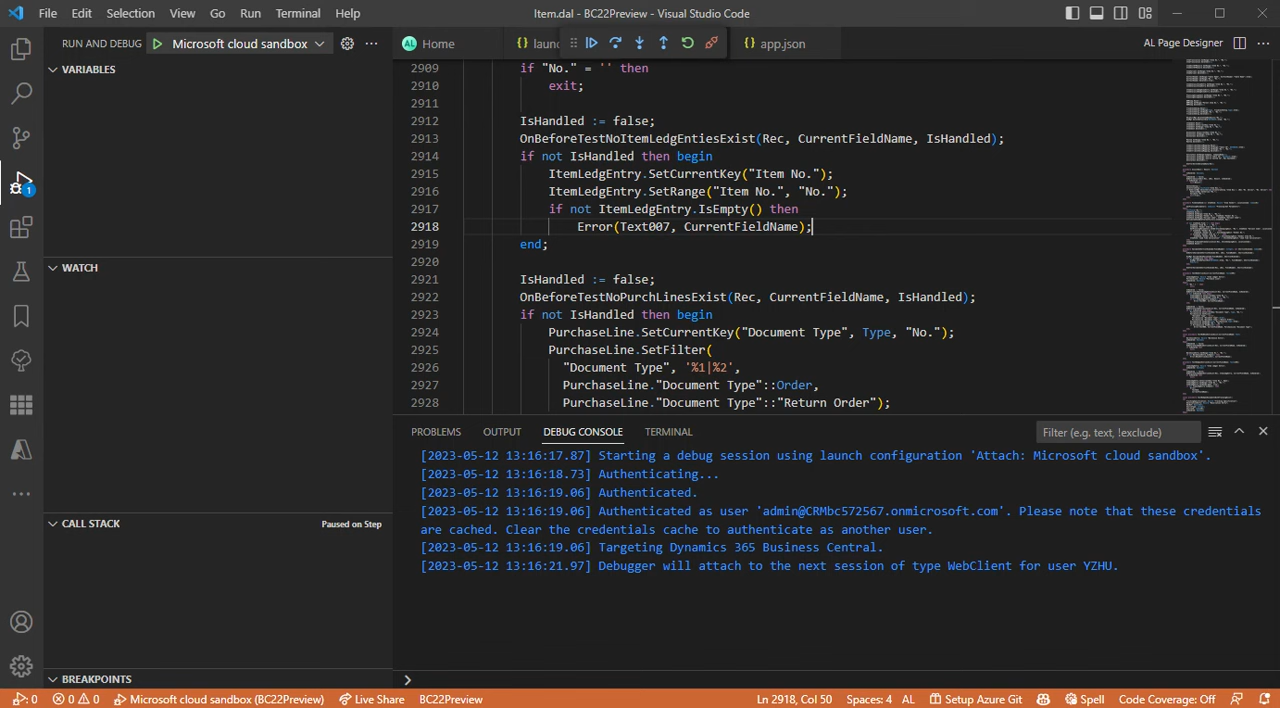 File Edit Selection View Go Run Terminal Help
Item.dal - BC22Preview - Visual Studio Code
RUN AND DEBUG Microsoft cloud sandbox ...
AL Home {} laun {} app.json
AL Page Designer ...
VARIABLES
WATCH
CALL STACK Paused on Step
BREAKPOINTS
1
2909 if "No." = '' then
2910 exit;
2911
2912 IsHandled := false;
2913 OnBeforeTestNoItemLedgEntiesExist(Rec, CurrentFieldName, IsHandled);
2914 if not IsHandled then begin
2915 ItemLedgEntry.SetCurrentKey("Item No.");
2916 ItemLedgEntry.SetRange("Item No.", "No.");
2917 if not ItemLedgEntry.IsEmpty() then
2918 Error(Text007, CurrentFieldName);
2919 end;
2920
2921 IsHandled := false;
2922 OnBeforeTestNoPurchLinesExist(Rec, CurrentFieldName, IsHandled);
2923 if not IsHandled then begin
2924 PurchaseLine.SetCurrentKey("Document Type", Type, "No.");
2925 PurchaseLine.SetFilter(
2926 "Document Type", '%1|%2',
2927 PurchaseLine."Document Type"::Order,
2928 PurchaseLine."Document Type"::"Return Order");
PROBLEMS OUTPUT DEBUG CONSOLE TERMINAL
Filter (e.g. text, !exclude)
[2023-05-12 13:16:17.87] Starting a debug session using launch configuration 'Attach: Microsoft cloud sandbox'.
[2023-05-12 13:16:18.73] Authenticating...
[2023-05-12 13:16:19.06] Authenticated.
[2023-05-12 13:16:19.06] Authenticated as user 'admin@CRMbc572567.onmicrosoft.com'. Please note that these credentials
are cached. Clear the credentials cache to authenticate as another user.
[2023-05-12 13:16:19.06] Targeting Dynamics 365 Business Central.
[2023-05-12 13:16:21.97] Debugger will attach to the next session of type WebClient for user YZHU.
0 0 0 Microsoft cloud sandbox (BC22Preview) Live Share BC22Preview
Ln 2918, Col 50 Spaces: 4 AL Setup Azure Git Spell Code Coverage: Off